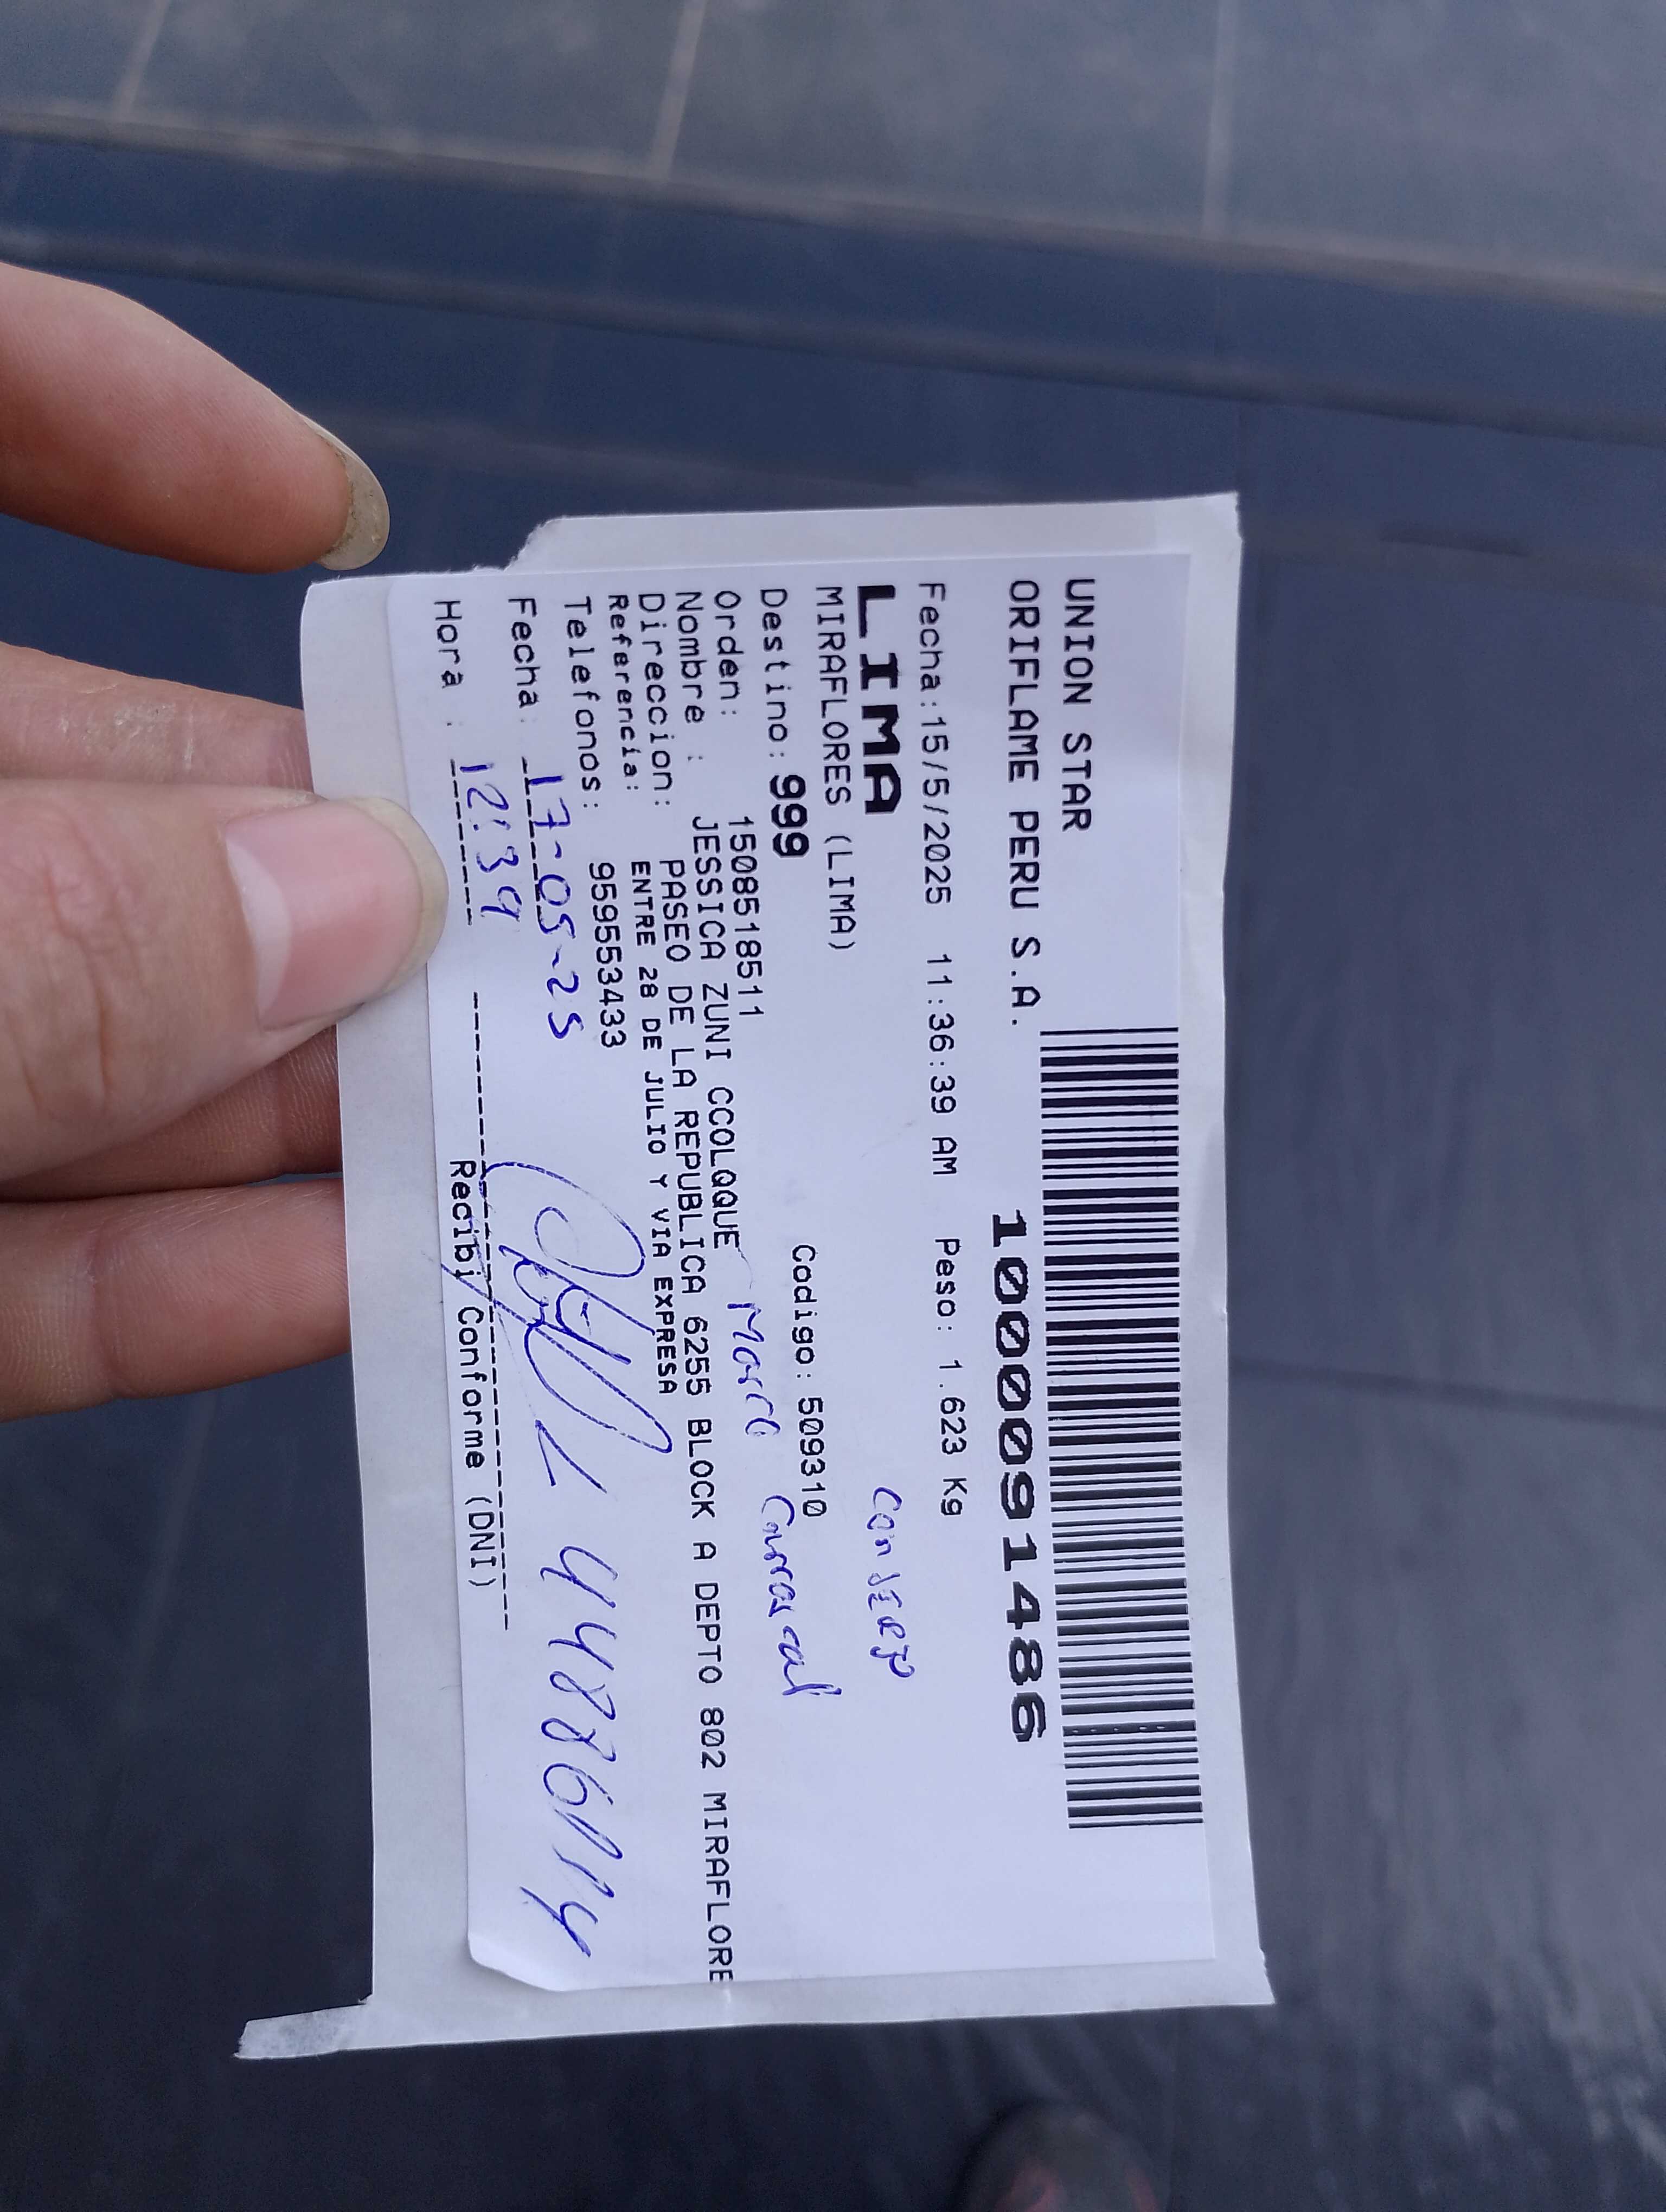 UNION STAR
ORIFLAME PERU S.A.
1000091486
Fecha:15/5/2025 11:36:39 AM Peso: 1.623 Kg
LIMA
MIRAFLORES (LIMA)
Destino: 999 Codigo: 509310
Orden: 1508518511
Nombre : JESSICA ZUNI CCOLQQUE
Direccion: PASEO DE LA REPUBLICA 6255 BLOCK A DEPTO 802 MIRAFLORE
Referencia: ENTRE 28 DE JULIO Y VIA EXPRESA
Telefonos: 959553433
Fecha: 17-05-25
Hora : 12:39
Recibi Conforme (DNI)